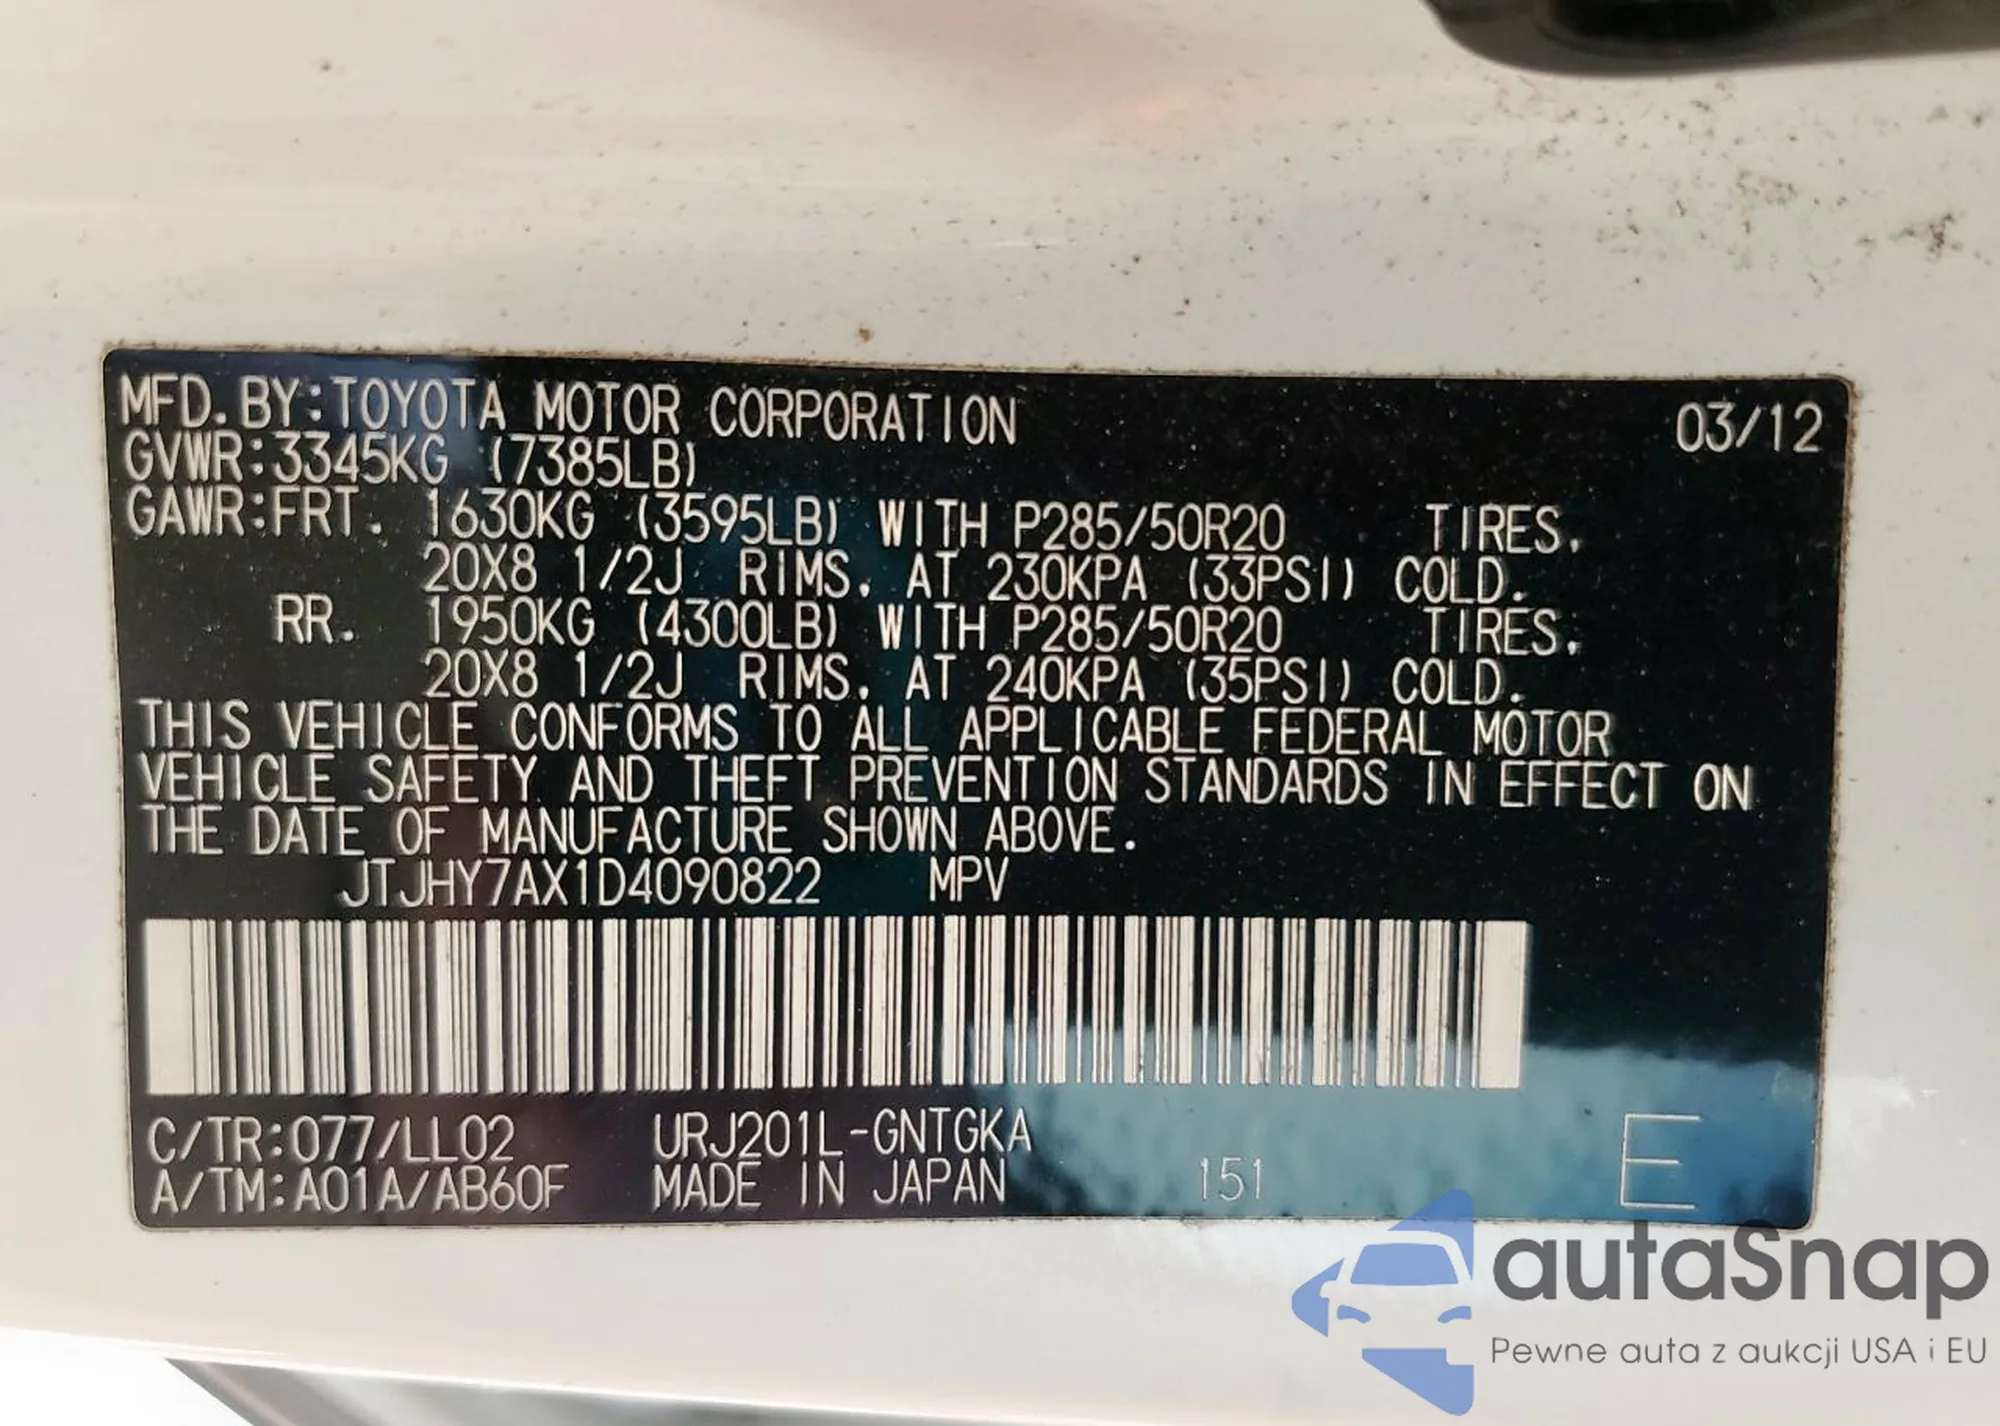 MFD. BY: TOYOTA MOTOR CORPORATION 03/12
GVWR: 3345KG (7385LB)
GAWR: FRT. 1630KG (3595LB) WITH P285/50R20 TIRES.
20X8 1/2J RIMS. AT 230KPA (33PSI) COLD.
RR. 1950KG (4300LB) WITH P285/50R20 TIRES.
20X8 1/2J RIMS. AT 240KPA (35PSI) COLD.
THIS VEHICLE CONFORMS TO ALL APPLICABLE FEDERAL MOTOR
VEHICLE SAFETY AND THEFT PREVENTION STANDARDS IN EFFECT ON
THE DATE OF MANUFACTURE SHOWN ABOVE.
JTJHY7AX1D4090822 MPV
C/TR: 077/LL02 URJ201L-GNTGKA
A/TM: A01A/AB60F MADE IN JAPAN 151 E
autaSnap
Pewne auta z aukcji USA i EU